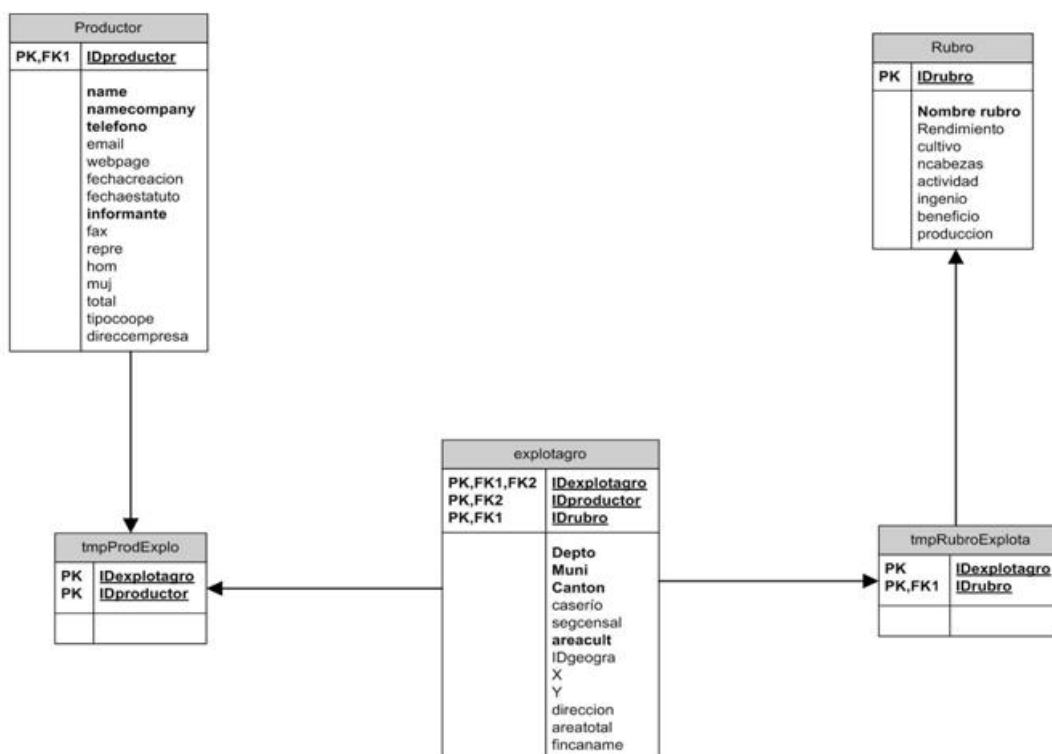 Productor
PK,FK1 IDproductor
name
namecompany
telefono
email
webpage
fechacreacion
fechaestatuto
informante
fax
repre
hom
muj
total
tipocoope
direccempresa
Rubro
PK IDrubro
Nombre rubro
Rendimiento
cultivo
ncabezas
actividad
ingenio
beneficio
produccion
explotagro
PK,FK1,FK2 IDexplotagro
PK,FK2 IDproductor
PK,FK1 IDrubro
Depto
Muni
Canton
caserío
segcensal
areacult
IDgeogra
X
Y
direccion
areatotal
fincaname
tmpProdExplo
PK IDexplotagro
PK IDproductor
tmpRubroExplota
PK IDexplotagro
PK,FK1 IDrubro